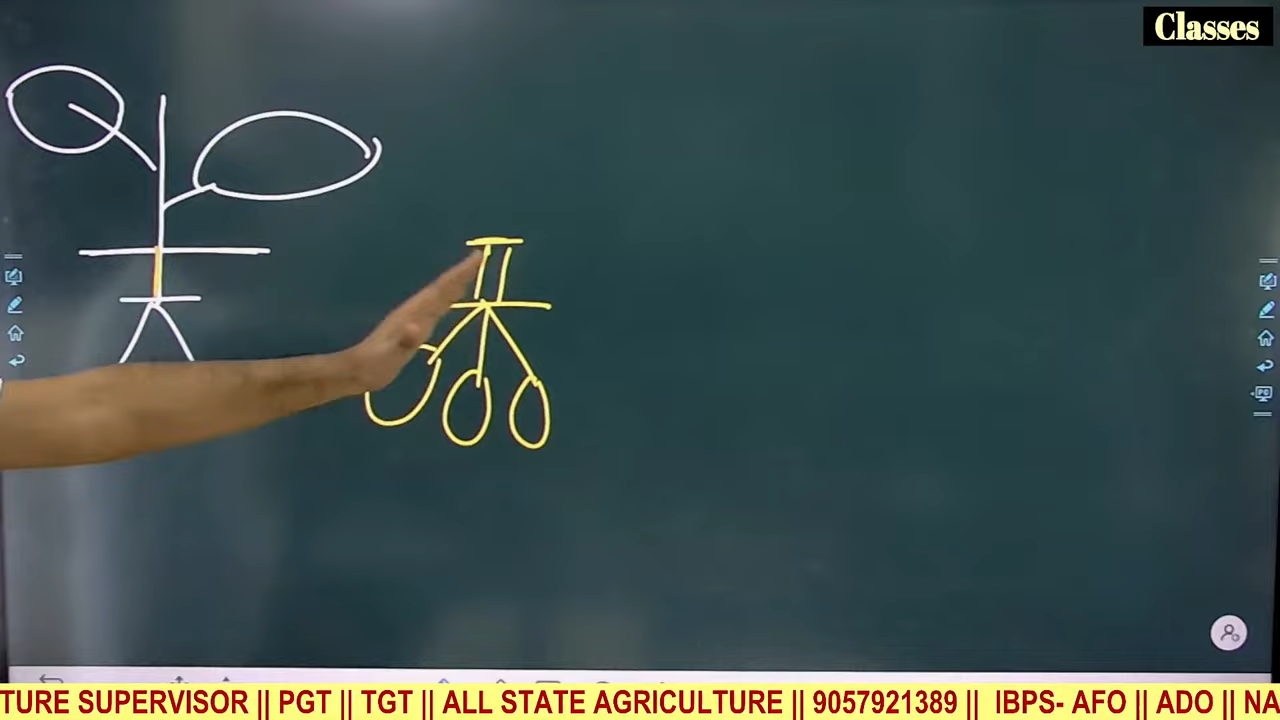 Classes
TURE SUPERVISOR || PGT || TGT || ALL STATE AGRICULTURE || 9057921389 || IBPS- AFO || ADO || NA